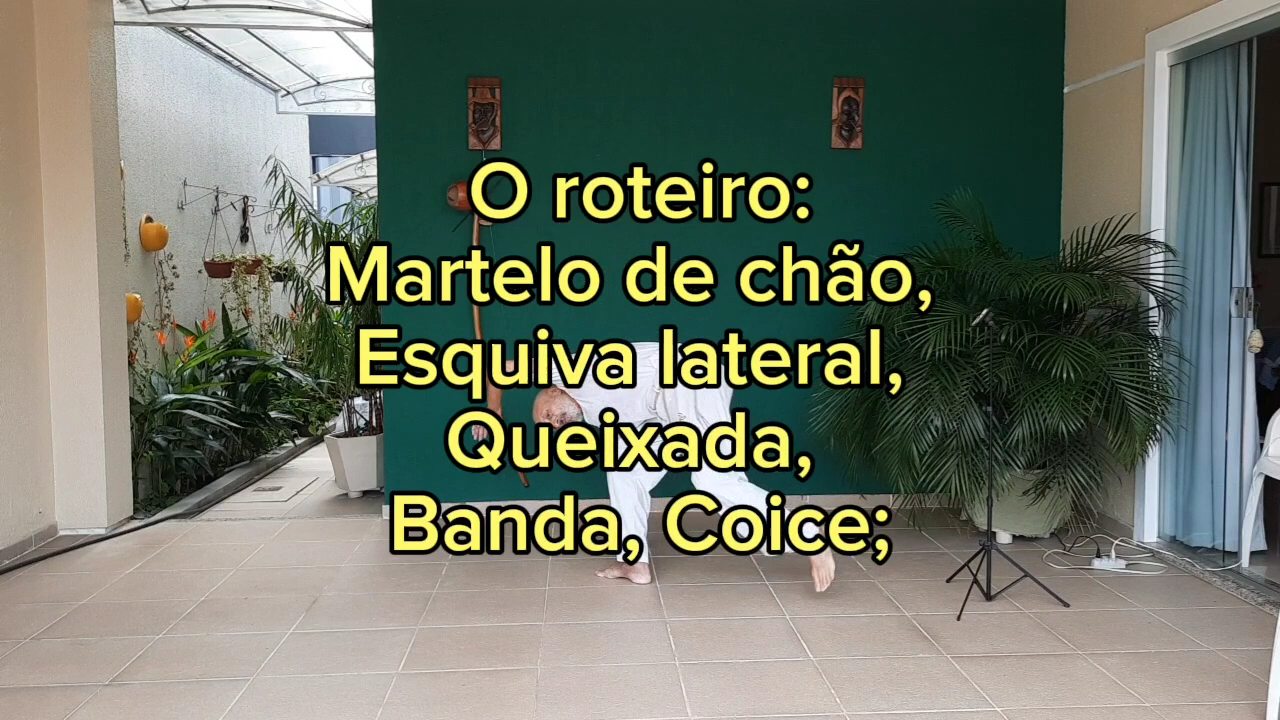 O roteiro:
Martelo de chão,
Esquiva lateral,
Queixada,
Banda, Coice;